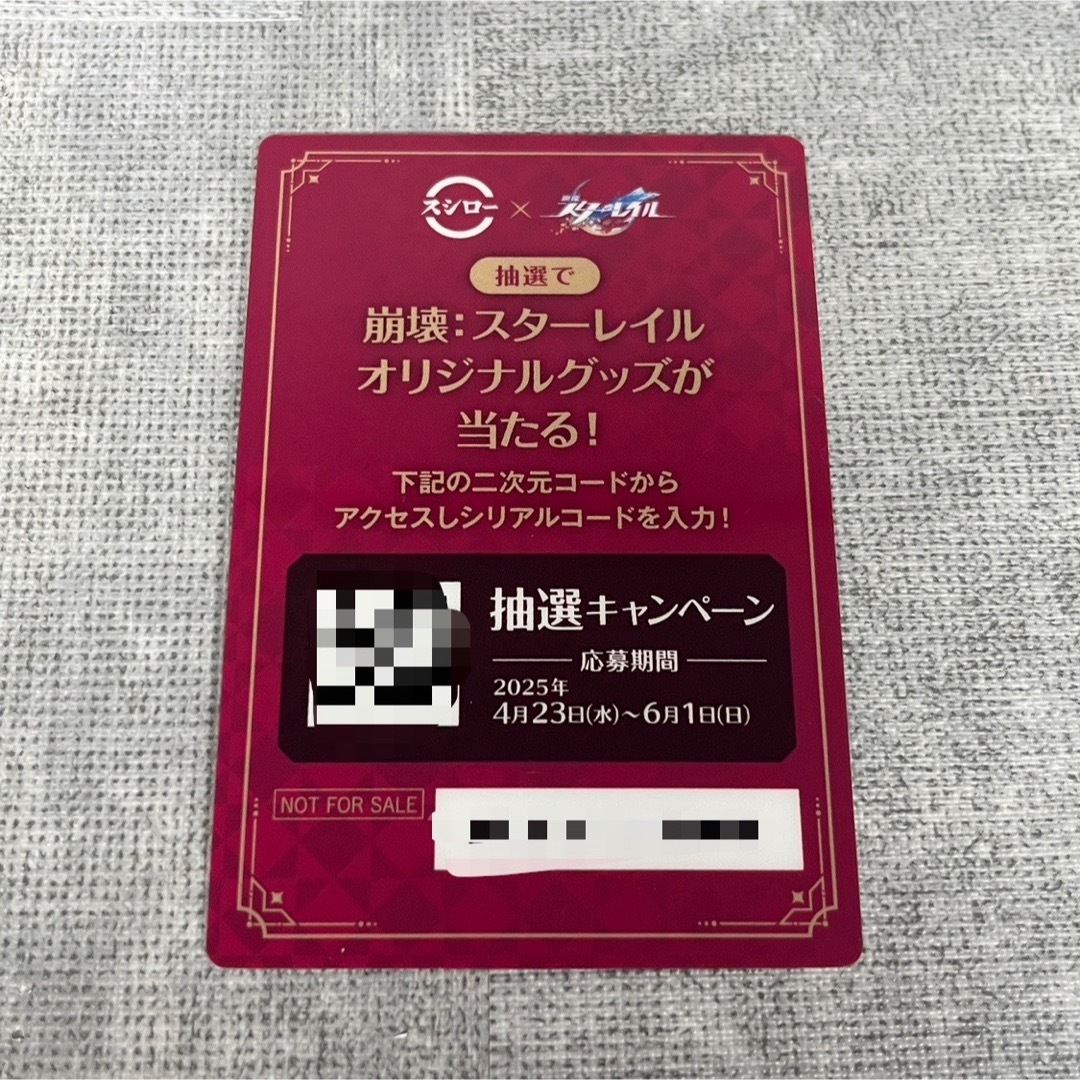 スシロー × 崩壊 スターレイル
抽選で
崩壊：スターレイル
オリジナルグッズが
当たる！
下記の二次元コードから
アクセスしシリアルコードを入力！
抽選キャンペーン
応募期間
2025年
4月23日(水)～6月1日(日)
NOT FOR SALE